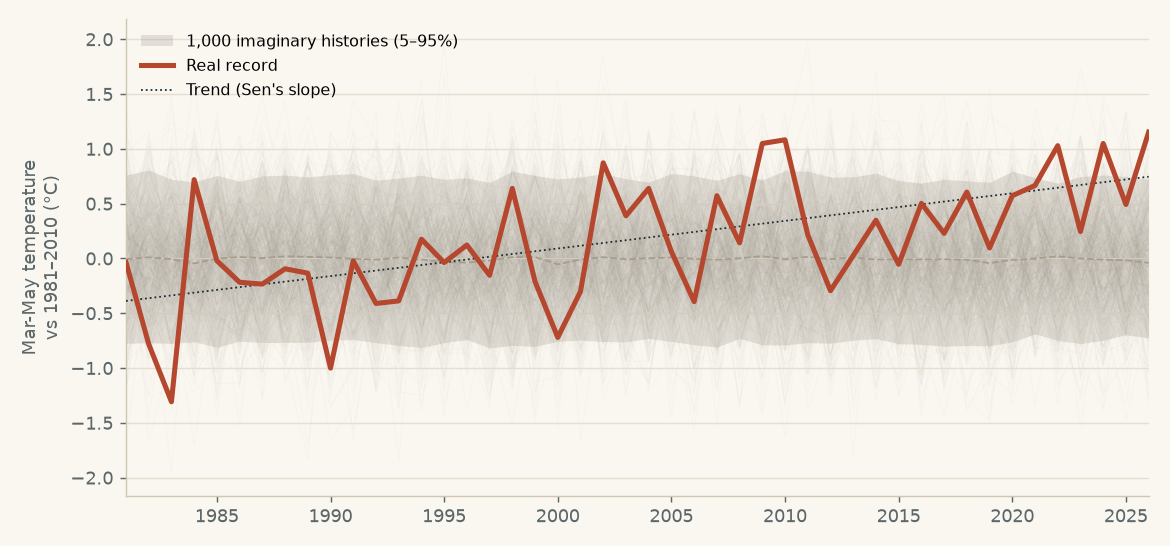 1,000 imaginary histories (5–95%)
Real record
Trend (Sen's slope)
Mar-May temperature
vs 1981–2010 (°C)
2.0
1.5
1.0
0.5
0.0
−0.5
−1.0
−1.5
−2.0
1985 1990 1995 2000 2005 2010 2015 2020 2025